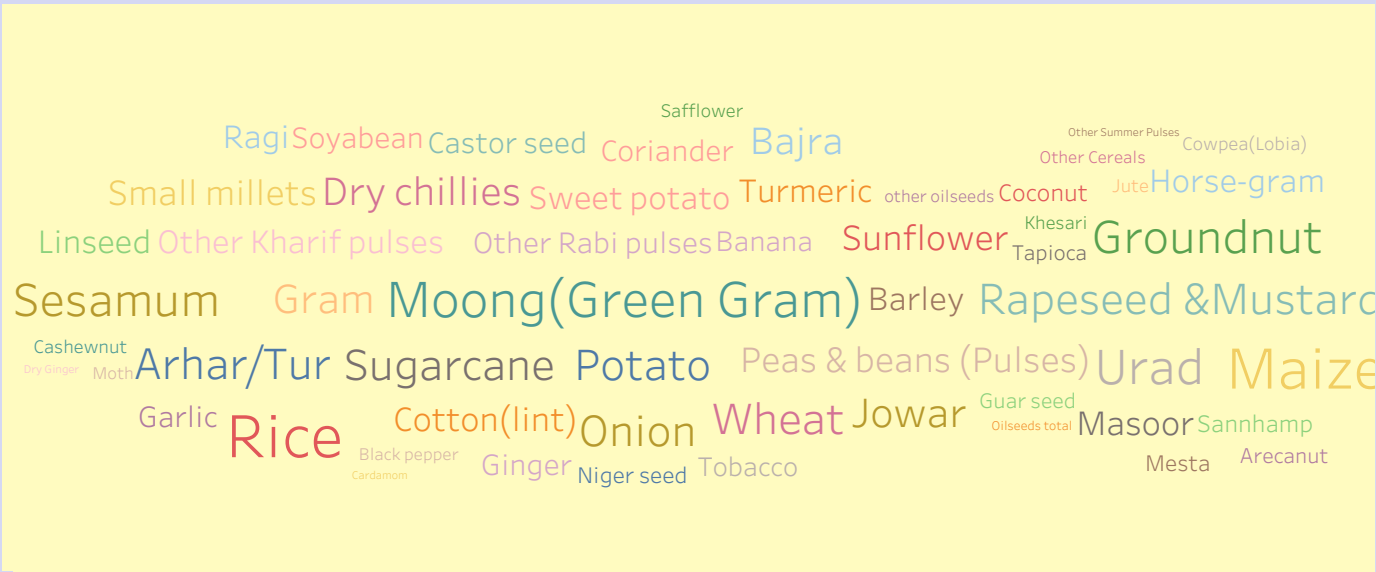 Safflower
Ragi Soyabean Castor seed Coriander Bajra Other Summer Pulses Cowpea(Lobia)
Other Cereals
Small millets Dry chillies Sweet potato Turmeric other oilseeds Coconut Jute Horse-gram
Linseed Other Kharif pulses Other Rabi pulses Banana Sunflower Khesari Groundnut
Tapioca
Sesamum Gram Moong(Green Gram) Barley Rapeseed &Mustard
Cashewnut
Dry Ginger Moth Arhar/Tur Sugarcane Potato Peas & beans (Pulses) Urad Maize
Garlic Rice Cotton(lint) Onion Wheat Jowar Guar seed Masoor Sannhamp
Oilseeds total
Black pepper Ginger Niger seed Tobacco Mesta Arecanut
Cardamom